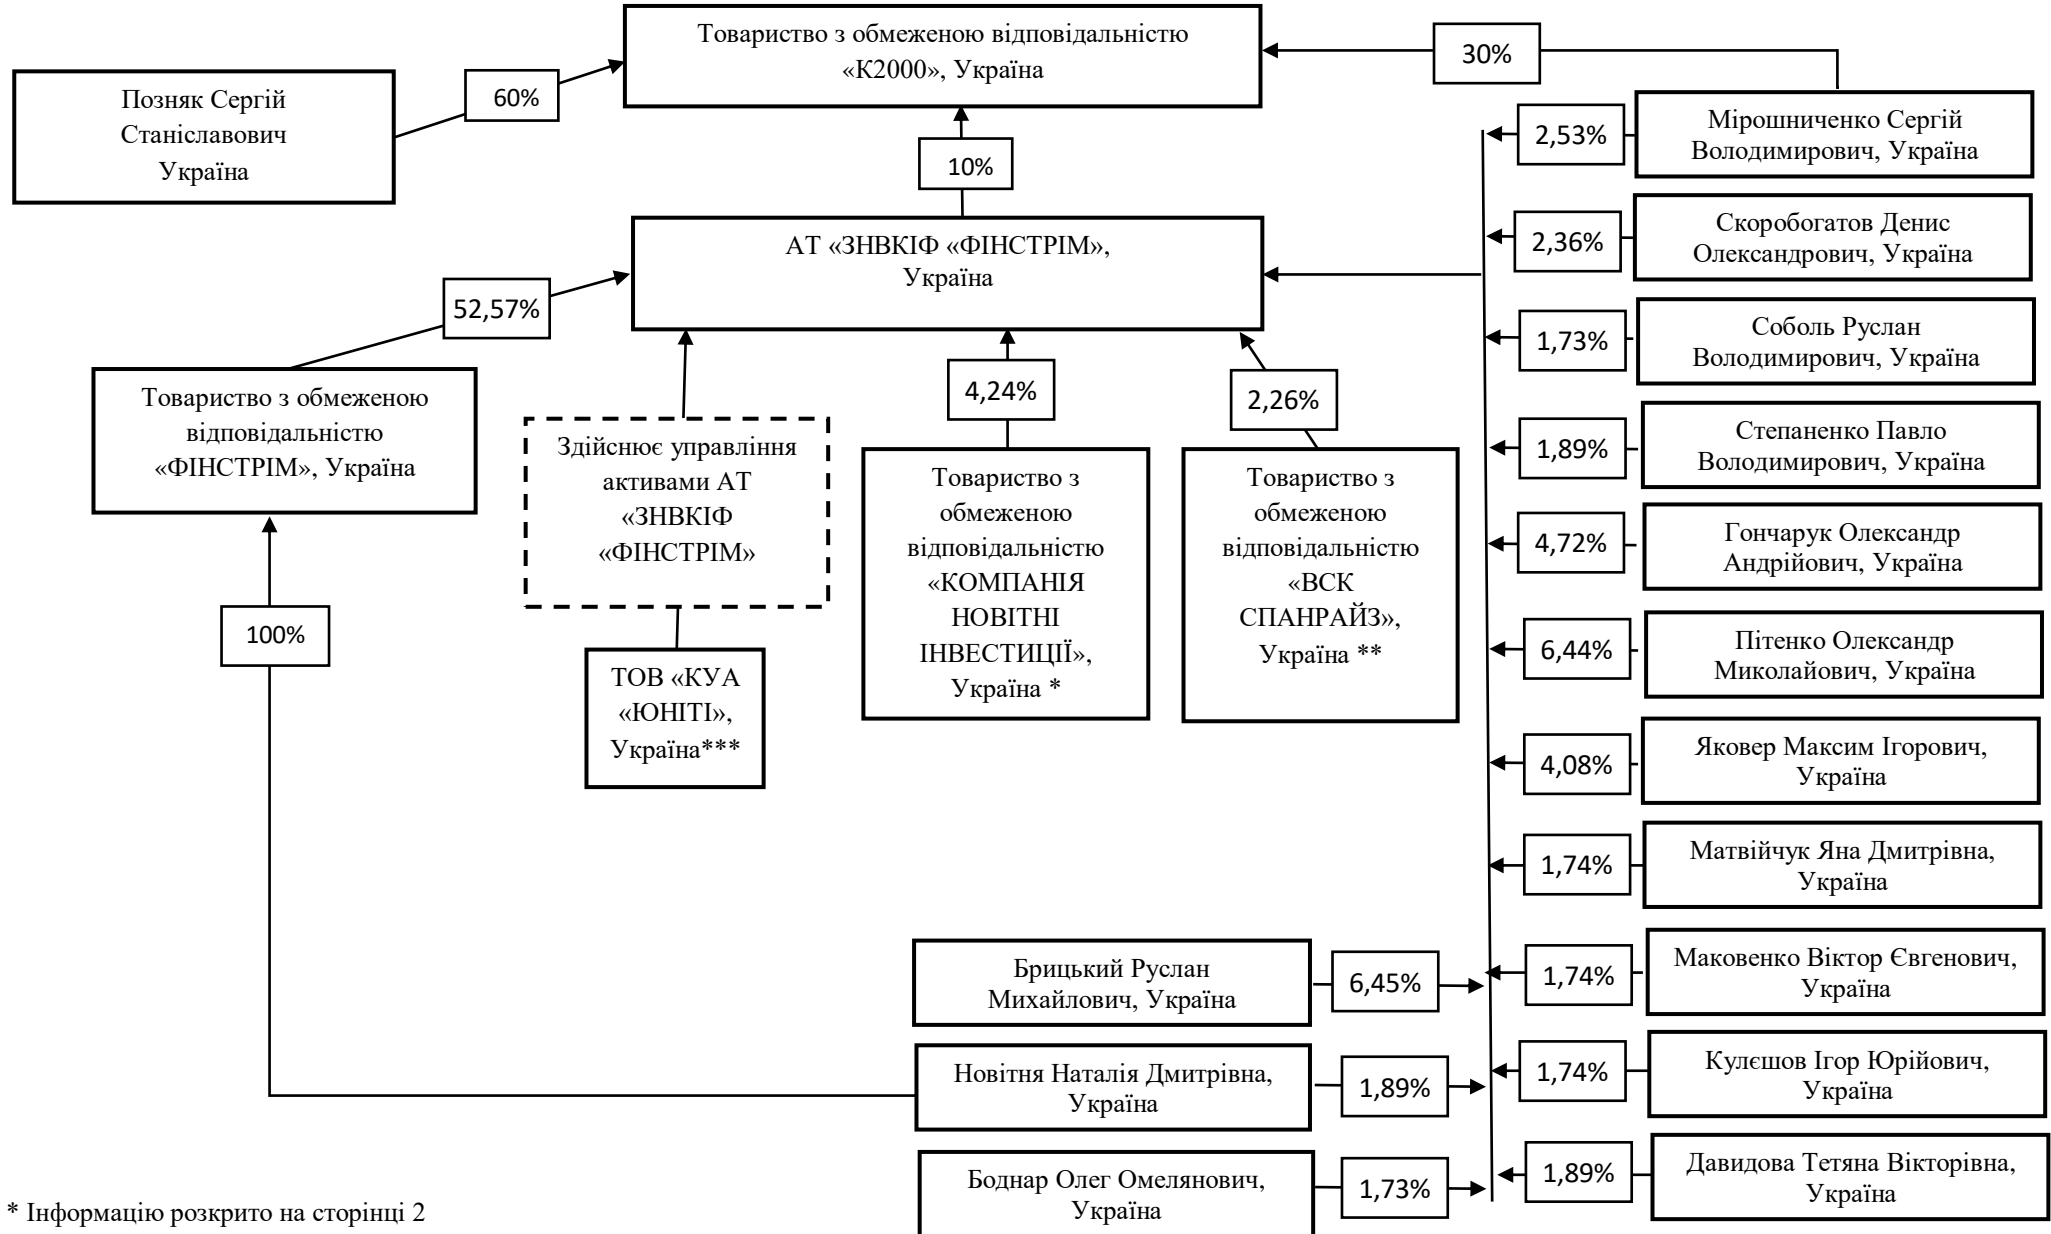 Товариство з обмеженою відповідальністю
«К2000», Україна
30%
60%
Позняк Сергій
Станіславович
Україна
10%
Мірошниченко Сергій
Володимирович, Україна
2,53%
АТ «ЗНВКІФ «ФІНСТРІМ»,
Україна
Скоробогатов Денис
Олександрович, Україна
2,36%
52,57%
Соболь Руслан
Володимирович, Україна
1,73%
Товариство з обмеженою
відповідальністю
«ФІНСТРІМ», Україна
4,24%
2,26%
Степаненко Павло
Володимирович, Україна
1,89%
Здійснює управління
активами АТ
«ЗНВКІФ
«ФІНСТРІМ»
Товариство з
обмеженою
відповідальністю
«КОМПАНІЯ
НОВІТНІ
ІНВЕСТИЦІЇ»,
Україна *
Товариство з
обмеженою
відповідальністю
«ВСК
СПАНРАЙЗ»,
Україна **
Гончарук Олександр
Андрійович, Україна
4,72%
100%
Пітенко Олександр
Миколайович, Україна
6,44%
ТОВ «КУА
«ЮНІТІ»,
Україна***
Яковер Максим Ігорович,
Україна
4,08%
Матвійчук Яна Дмитрівна,
Україна
1,74%
Брицький Руслан
Михайлович, Україна
6,45%
1,74%
Маковенко Віктор Євгенович,
Україна
Новітня Наталія Дмитрівна,
Україна
1,89%
1,74%
Кулєшов Ігор Юрійович,
Україна
Боднар Олег Омелянович,
Україна
1,73%
1,89%
Давидова Тетяна Вікторівна,
Україна
* Інформацію розкрито на сторінці 2